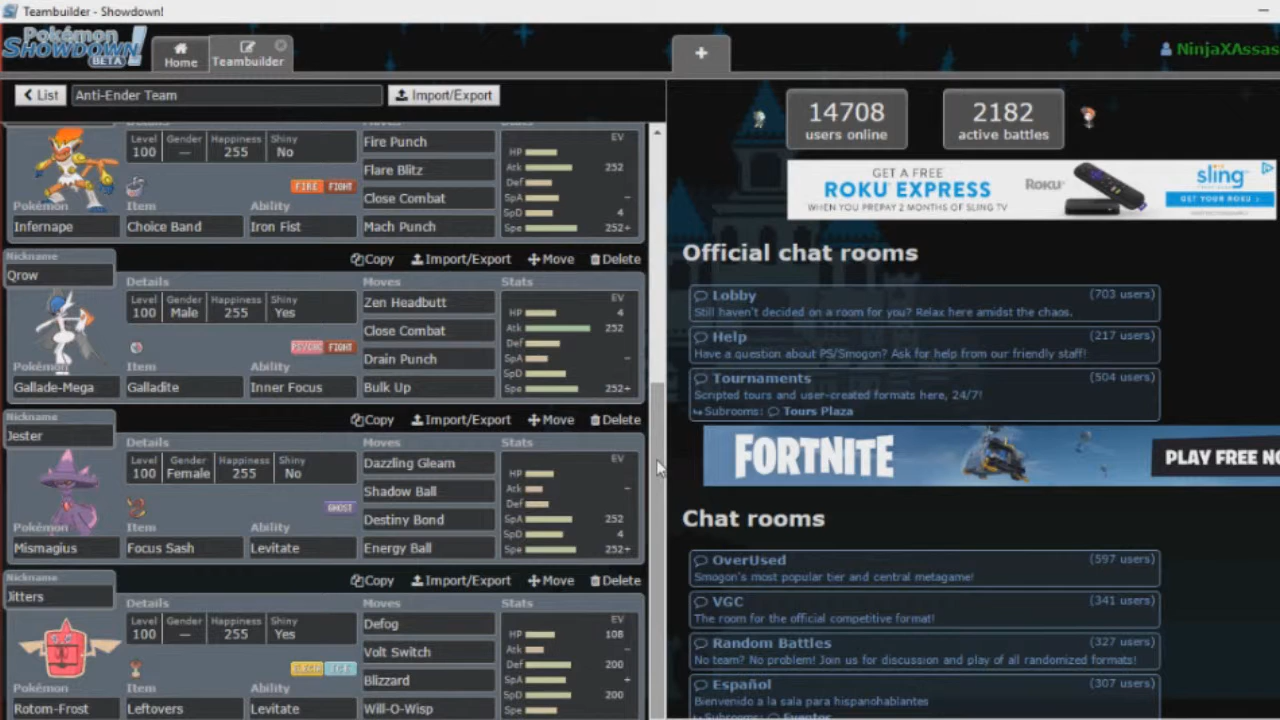 Teambuilder - Showdown!
Pokémon
SHOWDOWN!
BETA
Home
Teambuilder
+
NinjaXAssas
List
Anti-Ender Team
Import/Export
14708
users online
2182
active battles
GET A FREE
ROKU EXPRESS
WHEN YOU PREPAY 2 MONTHS OF SLING TV
Roku
sling
GET YOUR ROKU >
Level Gender Happiness Shiny
100 — 255 No
FIRE FIGHT
Pokémon Item Ability
Infernape Choice Band Iron Fist
Fire Punch
Flare Blitz
Close Combat
Mach Punch
EV
HP
Atk 252
Def
SpA –
SpD 4
Spe 252+
Nickname
Qrow
Copy Import/Export Move Delete
Details Moves Stats
Level Gender Happiness Shiny
100 Male 255 Yes
PSYCHC FIGHT
Pokémon Item Ability
Gallade-Mega Galladite Inner Focus
Zen Headbutt
Close Combat
Drain Punch
Bulk Up
EV
HP 4
Atk 252
Def
SpA –
SpD
Spe 252+
Nickname
Jester
Copy Import/Export Move Delete
Details Moves Stats
Level Gender Happiness Shiny
100 Female 255 No
GHOST
Pokémon Item Ability
Mismagius Focus Sash Levitate
Dazzling Gleam
Shadow Ball
Destiny Bond
Energy Ball
EV
HP
Atk –
Def
SpA 252
SpD 4
Spe 252+
Nickname
Jitters
Copy Import/Export Move Delete
Details Moves Stats
Level Gender Happiness Shiny
100 — 255 Yes
ELECTR ICE
Pokémon Item Ability
Rotom-Frost Leftovers Levitate
Defog
Volt Switch
Blizzard
Will-O-Wisp
EV
HP 108
Atk –
Def 200
SpA +
SpD 200
Spe
Official chat rooms
Lobby (703 users)
Still haven't decided on a room for you? Relax here amidst the chaos.
Help (217 users)
Have a question about PS/Smogon? Ask for help from our friendly staff!
Tournaments (504 users)
Scripted tours and user-created formats here, 24/7!
Subrooms: Tours Plaza
FORTNITE
PLAY FREE NO
Chat rooms
OverUsed (597 users)
Smogon's most popular tier and central metagame!
VGC (341 users)
The room for the official competitive format!
Random Battles (327 users)
No team? No problem! Join us for discussion and play of all randomized formats!
Español (307 users)
Bienvenido a la sala para hispanohablantes